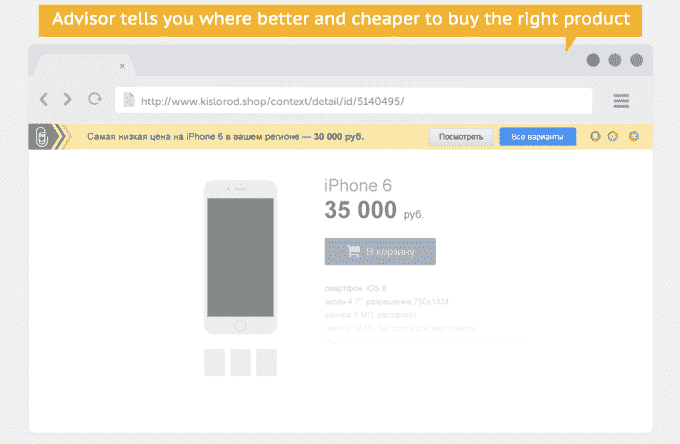 Advisor tells you where better and cheaper to buy the right product
http://www.kislorod.shop/context/detail/id/5140495/
Самая низкая цена на iPhone 6 в вашем регионе — 30 000 руб.
Посмотреть
Все варианты
iPhone 6
35 000 руб.
В корзину
смартфон, iOS 8
экран 4.7", разрешение 750x1334
камера 8 МП, автофокус